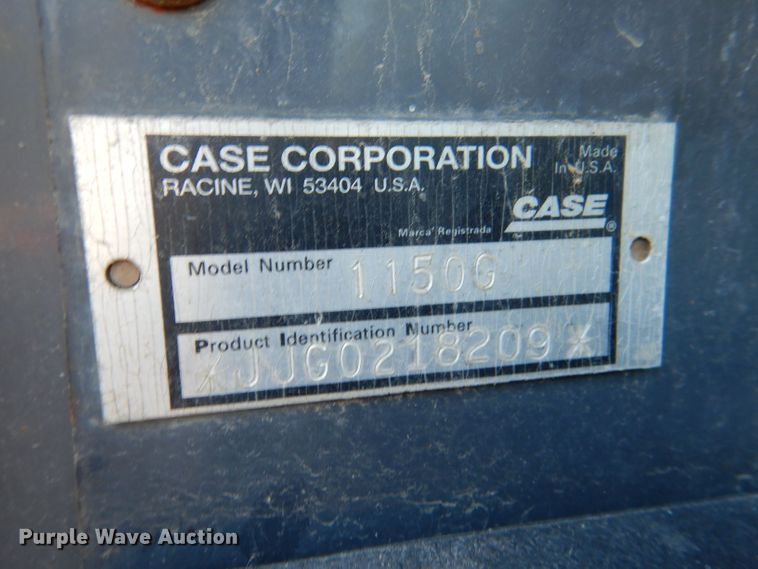 CASE CORPORATION
RACINE, WI 53404 U.S.A.
Made
In U.S.A.
CASE
®
Marca' Registrada
Model Number 1150G
Product Identification Number
*JJG0218209*
Purple Wave Auction